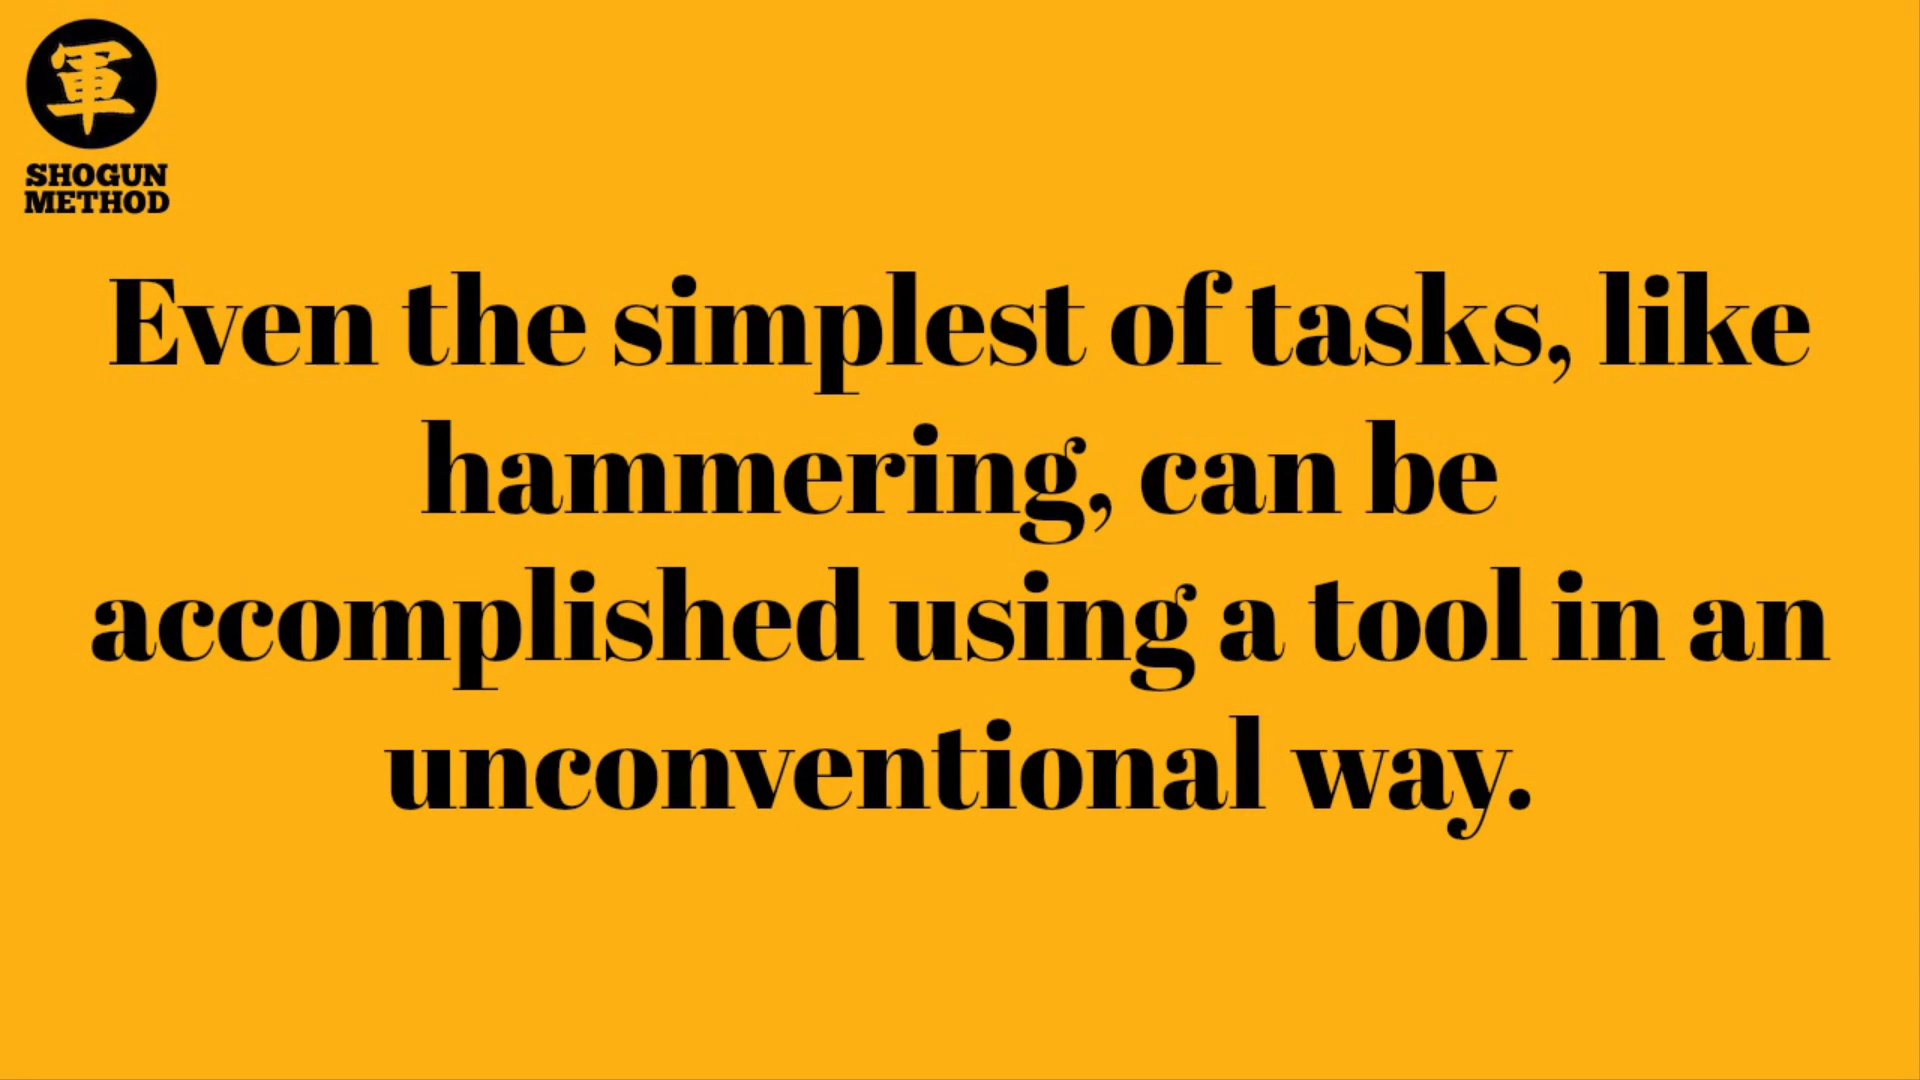 軍
SHOGUN
METHOD
Even the simplest of tasks, like
hammering, can be
accomplished using a tool in an
unconventional way.